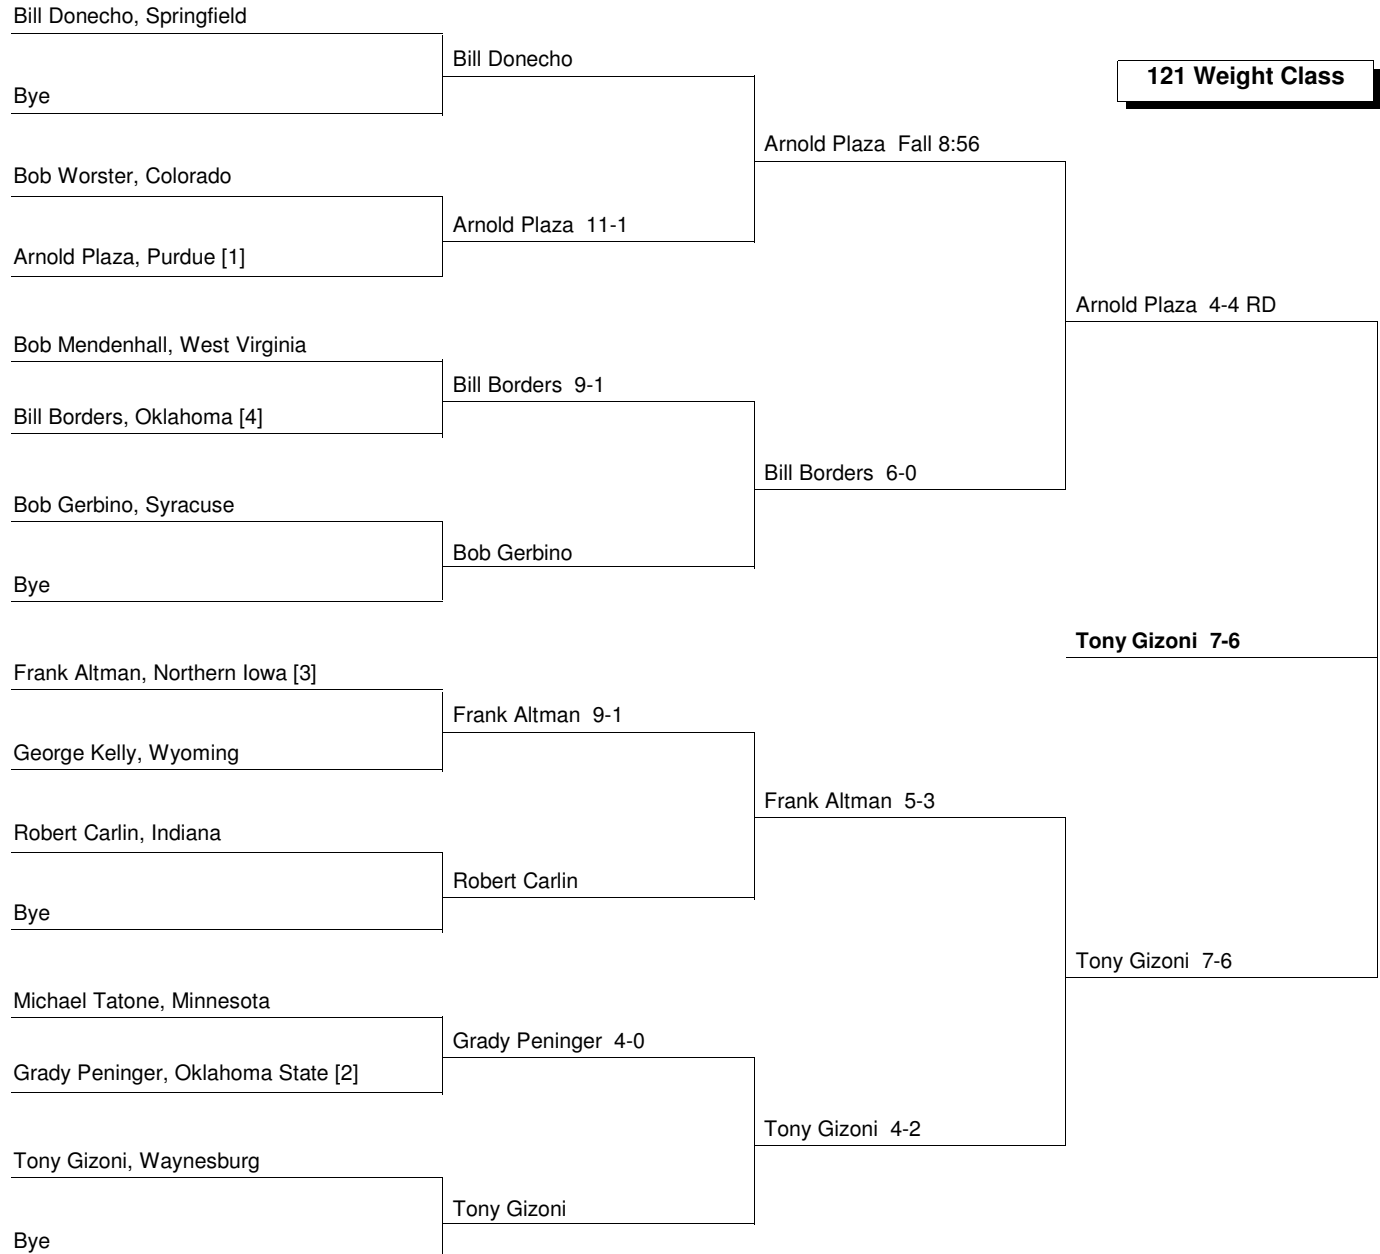 Bill Donecho, Springfield
Bill Donecho
121 Weight Class
Bye
Arnold Plaza  Fall 8:56
Bob Worster, Colorado
Arnold Plaza  11-1
Arnold Plaza, Purdue [1]
Arnold Plaza  4-4 RD
Bob Mendenhall, West Virginia
Bill Borders  9-1
Bill Borders, Oklahoma [4]
Bill Borders  6-0
Bob Gerbino, Syracuse
Bob Gerbino
Bye
Tony Gizoni  7-6
Frank Altman, Northern Iowa [3]
Frank Altman  9-1
George Kelly, Wyoming
Frank Altman  5-3
Robert Carlin, Indiana
Robert Carlin
Bye
Tony Gizoni  7-6
Michael Tatone, Minnesota
Grady Peninger  4-0
Grady Peninger, Oklahoma State [2]
Tony Gizoni  4-2
Tony Gizoni, Waynesburg
Tony Gizoni
Bye